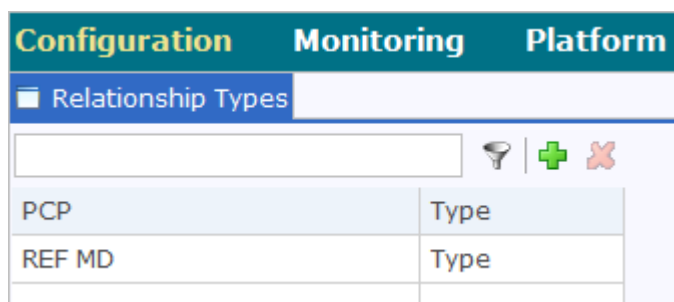 Configuration Monitoring Platform
Relationship Types
PCP Type
REF MD Type